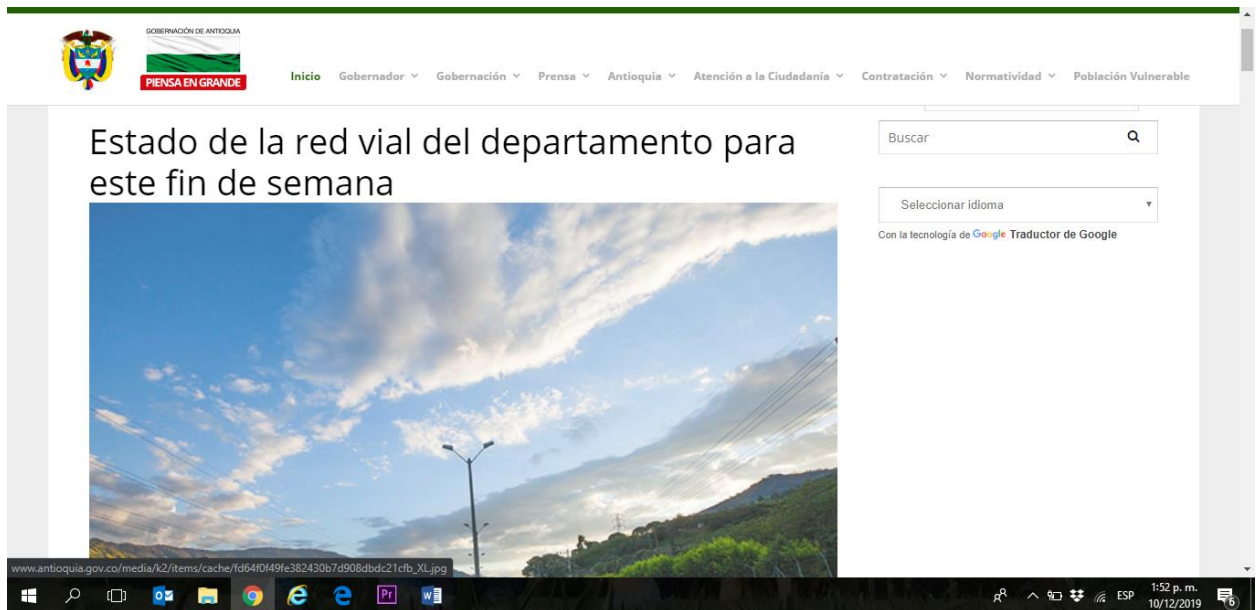 GOBERNACIÓN DE ANTIOQUIA
PIENSA EN GRANDE
Inicio Gobernador Gobernación Prensa Antioquia Atención a la Ciudadanía Contratación Normatividad Población Vulnerable
Estado de la red vial del departamento para
este fin de semana
Buscar
Seleccionar idioma
Con la tecnología de Google Traductor de Google
www.antioquia.gov.co/media/k2/items/cache/fd64f0f49fe382430b7d908dbdc21cfb_XL.jpg
Pr
ESP
1:52 p. m.
10/12/2019
6